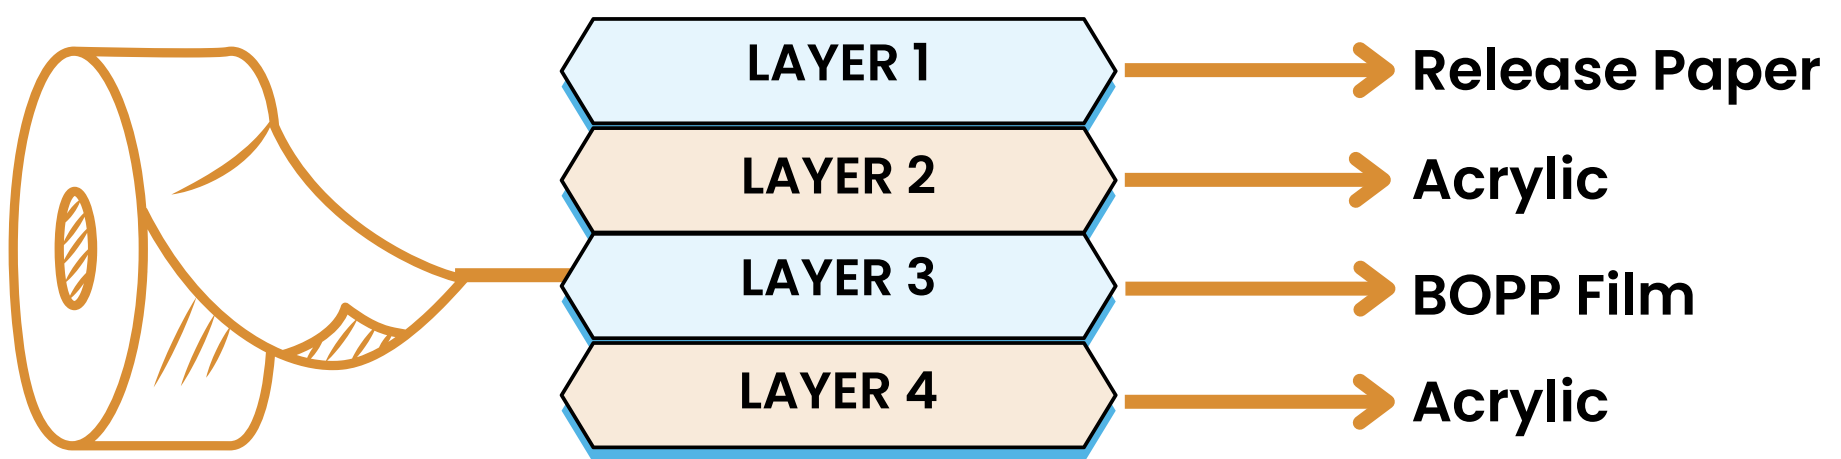 LAYER 1
Release Paper
LAYER 2
Acrylic
LAYER 3
BOPP Film
LAYER 4
Acrylic